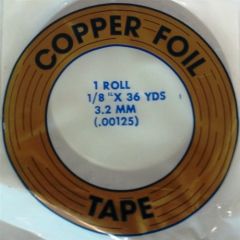 COPPER FOIL
1 ROLL
1/8 "X 36 YDS
3.2 MM
(.00125)
TAPE